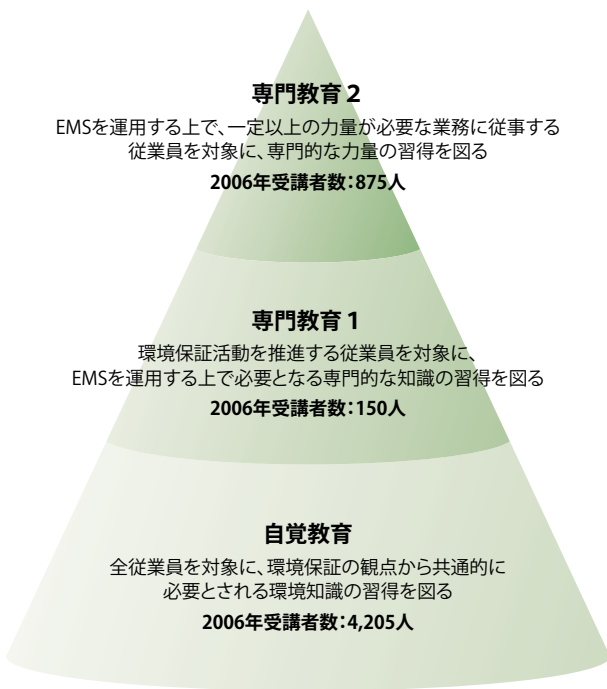 専門教育 2
EMSを運用する上で、一定以上の力量が必要な業務に従事する
従業員を対象に、専門的な力量の習得を図る
2006年受講者数：875人
専門教育 1
環境保証活動を推進する従業員を対象に、
EMSを運用する上で必要となる専門的な知識の習得を図る
2006年受講者数：150人
自覚教育
全従業員を対象に、環境保証の観点から共通的に
必要とされる環境知識の習得を図る
2006年受講者数：4,205人